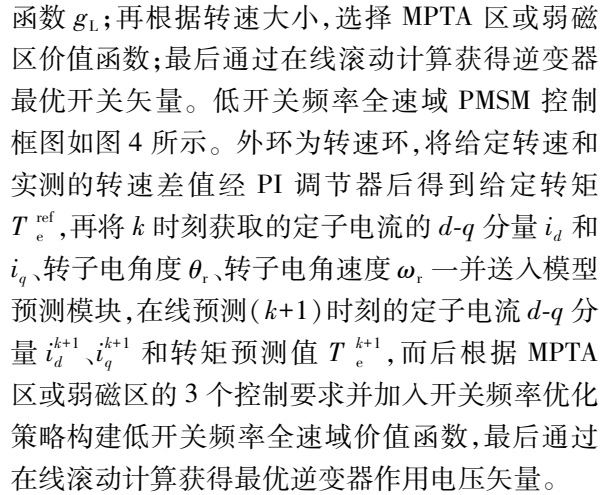 函数 g_L;再根据转速大小,选择 MPTA 区或弱磁
区价值函数;最后通过在线滚动计算获得逆变器
最优开关矢量。低开关频率全速域 PMSM 控制
框图如图 4 所示。外环为转速环,将给定转速和
实测的转速差值经 PI 调节器后得到给定转矩
T_e^ref,再将 k 时刻获取的定子电流的 d-q 分量 i_d 和
i_q、转子电角度 θ_r、转子电角速度 ω_r 一并送入模型
预测模块,在线预测(k+1)时刻的定子电流 d-q 分
量 i_d^{k+1}、i_q^{k+1} 和转矩预测值 T_e^{k+1},而后根据 MPTA
区或弱磁区的 3 个控制要求并加入开关频率优化
策略构建低开关频率全速域价值函数,最后通过
在线滚动计算获得最优逆变器作用电压矢量。